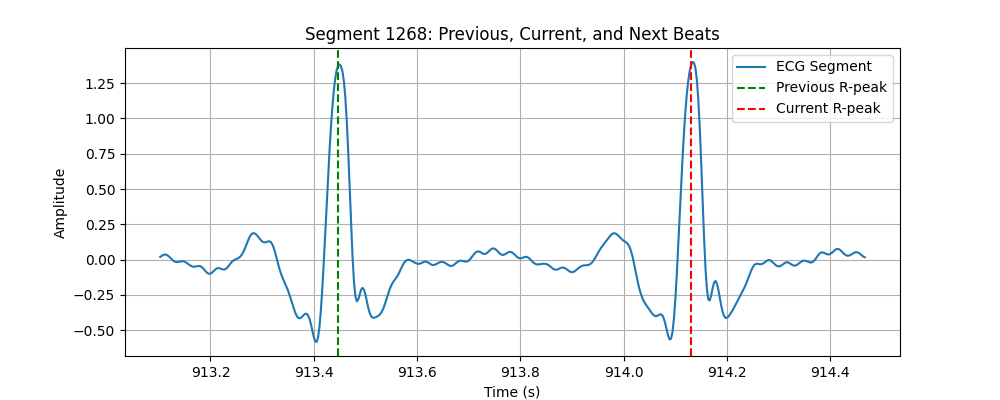 Segment 1268: Previous, Current, and Next Beats
ECG Segment
Previous R-peak
Current R-peak
Amplitude
1.25
1.00
0.75
0.50
0.25
0.00
−0.25
−0.50
913.2 913.4 913.6 913.8 914.0 914.2 914.4
Time (s)